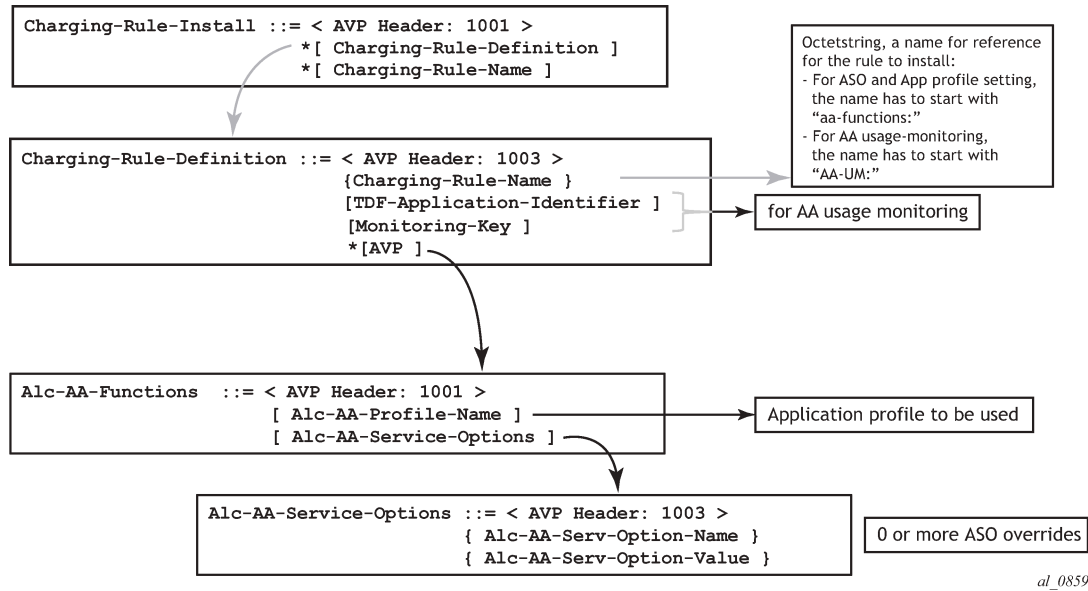 Charging-Rule-Install ::= < AVP Header: 1001 >
*[ Charging-Rule-Definition ]
*[ Charging-Rule-Name ]
Octetstring, a name for reference
for the rule to install:
- For ASO and App profile setting,
the name has to start with
“aa-functions:”
- For AA usage-monitoring,
the name has to start with
“AA-UM:”
Charging-Rule-Definition ::= < AVP Header: 1003 >
{Charging-Rule-Name }
[TDF-Application-Identifier ]
[Monitoring-Key ]
*[AVP ]
for AA usage monitoring
Alc-AA-Functions ::= < AVP Header: 1001 >
[ Alc-AA-Profile-Name ]
[ Alc-AA-Service-Options ]
Application profile to be used
Alc-AA-Service-Options ::= < AVP Header: 1003 >
{ Alc-AA-Serv-Option-Name }
{ Alc-AA-Serv-Option-Value }
0 or more ASO overrides
al_0859